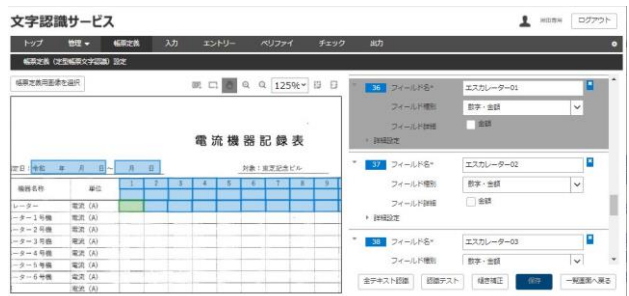 文字認識サービス
ログアウト
トップ 管理 帳票定義 入力 エントリー ベリファイ チェック 出力
帳票定義（定型帳票文字認識）設定
帳票定義用画像を選択
125%
電流機器記録表
定日：令和 年 月 日 ～ 月 日
対象：東芝記念ビル
機器名称 単位 1 2 3 4 5 6 7 8 9
レーター 電流（A）
ーター1号機 電流（A）
ーター2号機 電流（A）
ーター3号機 電流（A）
ーター4号機 電流（A）
ーター5号機 電流（A）
ーター6号機 電流（A）
電流（A）
36 フィールド名* エスカレーター01
フィールド種別 数字・金額
フィールド詳細 金額
詳細設定
37 フィールド名* エスカレーター02
フィールド種別 数字・金額
フィールド詳細 金額
詳細設定
38 フィールド名* エスカレーター03
フィールド種別 数字・金額
全テキスト認識 認識テスト 傾き補正 保存 一覧画面へ戻る